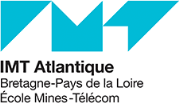 IMT Atlantique
Bretagne-Pays de la Loire
École Mines-Télécom